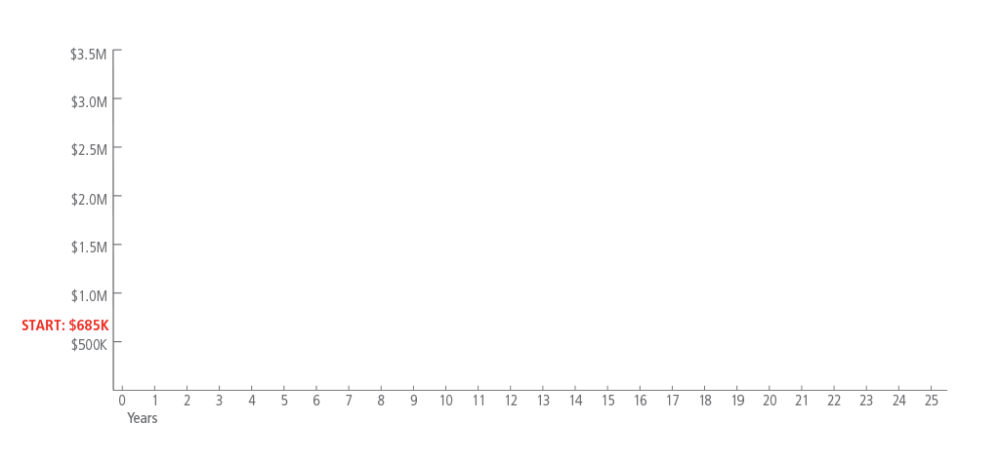 $3.5M
$3.0M
$2.5M
$2.0M
$1.5M
$1.0M
START: $685K
$500K
0 1 2 3 4 5 6 7 8 9 10 11 12 13 14 15 16 17 18 19 20 21 22 23 24 25
Years